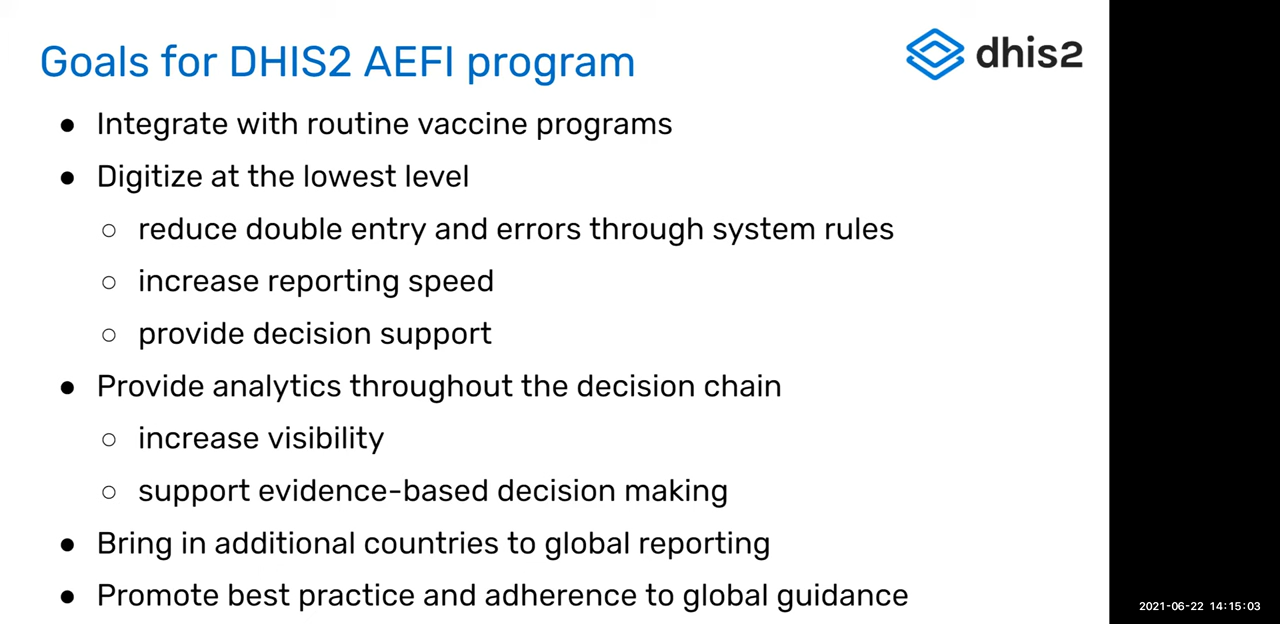 Goals for DHIS2 AEFI program
dhis2
● Integrate with routine vaccine programs
● Digitize at the lowest level
○ reduce double entry and errors through system rules
○ increase reporting speed
○ provide decision support
● Provide analytics throughout the decision chain
○ increase visibility
○ support evidence-based decision making
● Bring in additional countries to global reporting
● Promote best practice and adherence to global guidance
2021-06-22 14:15:03